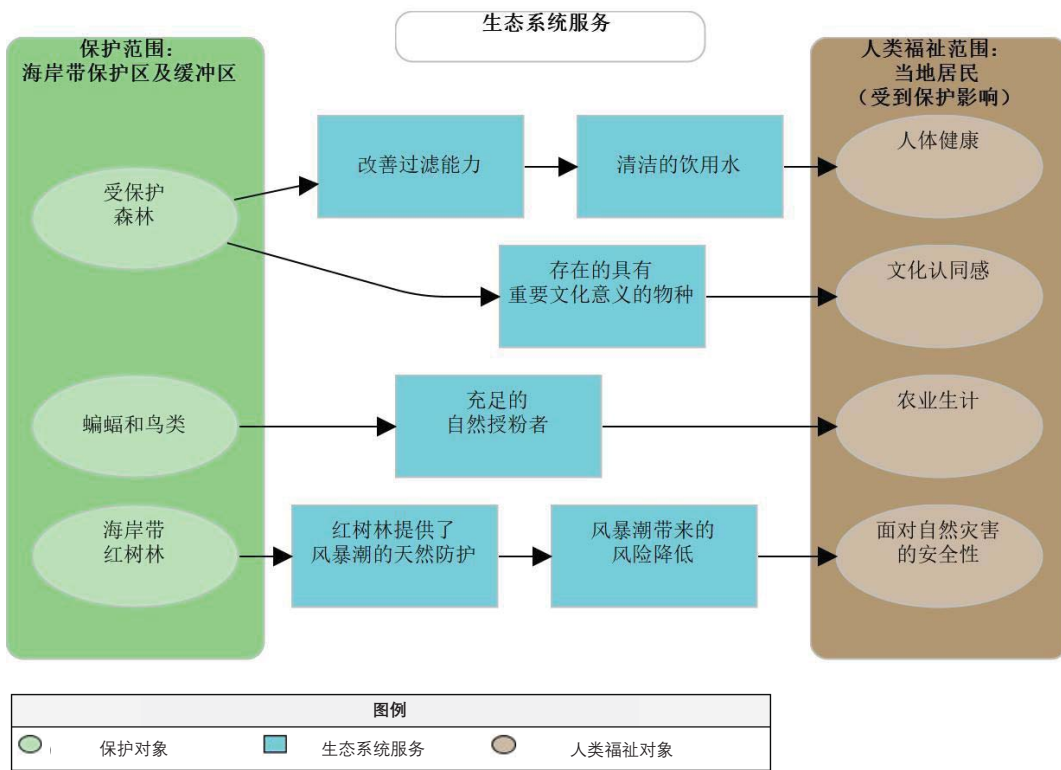 生态系统服务
保护范围：
海岸带保护区及缓冲区
人类福祉范围：
当地居民
（受到保护影响）
受保护
森林
改善过滤能力
清洁的饮用水
人体健康
存在的具有
重要文化意义的物种
文化认同感
蝙蝠和鸟类
充足的
自然授粉者
农业生计
海岸带
红树林
红树林提供了
风暴潮的天然防护
风暴潮带来的
风险降低
面对自然灾害
的安全性
图例
保护对象
生态系统服务
人类福祉对象